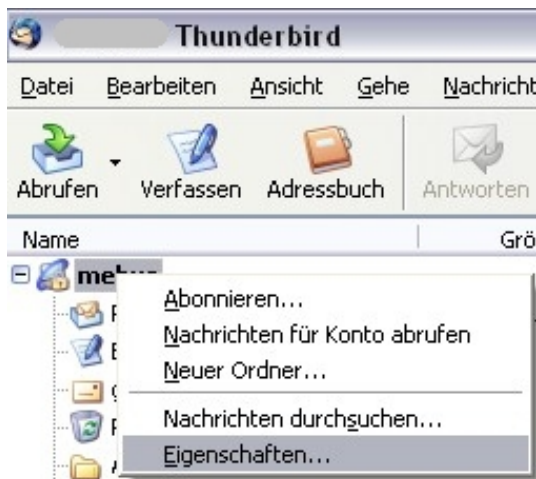 Thunderbird
Datei Bearbeiten Ansicht Gehe Nachricht
Abrufen Verfassen Adressbuch Antworten
Name Grö
Abonnieren...
Nachrichten für Konto abrufen
Neuer Ordner...
Nachrichten durchsuchen...
Eigenschaften...